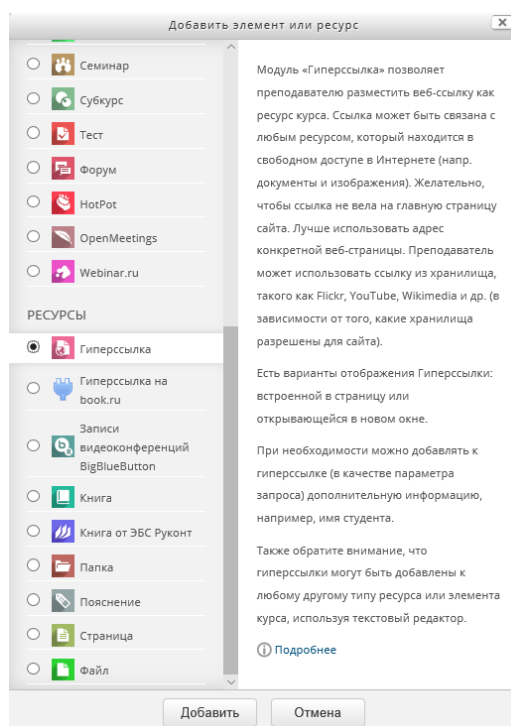 Добавить элемент или ресурс
Семинар
Субкурс
Тест
Форум
HotPot
OpenMeetings
Webinar.ru
РЕСУРСЫ
Гиперссылка
Гиперссылка на
book.ru
Записи
видеоконференций
BigBlueButton
Книга
Книга от ЭБС Руконт
Папка
Пояснение
Страница
Файл
Модуль «Гиперссылка» позволяет
преподавателю разместить веб-ссылку как
ресурс курса. Ссылка может быть связана с
любым ресурсом, который находится в
свободном доступе в Интернете (напр.
документы и изображения). Желательно,
чтобы ссылка не вела на главную страницу
сайта. Лучше использовать адрес
конкретной веб-страницы. Преподаватель
может использовать ссылку из хранилища,
такого как Flickr, YouTube, Wikimedia и др. (в
зависимости от того, какие хранилища
разрешены для сайта).
Есть варианты отображения Гиперссылки:
встроенной в страницу или
открывающейся в новом окне.
При необходимости можно добавлять к
гиперссылке (в качестве параметра
запроса) дополнительную информацию,
например, имя студента.
Также обратите внимание, что
гиперссылки могут быть добавлены к
любому другому типу ресурса или элемента
курса, используя текстовый редактор.
Подробнее
Добавить
Отмена